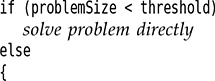 if (problemSize < threshold)
solve problem directly
else
{